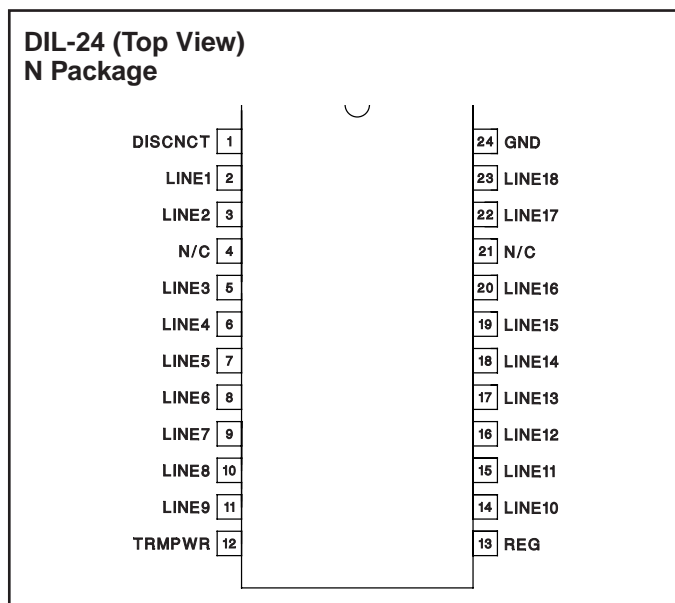 DIL-24 (Top View)
N Package
DISCNCT 1
24 GND
LINE1 2
23 LINE18
LINE2 3
22 LINE17
N/C 4
21 N/C
LINE3 5
20 LINE16
LINE4 6
19 LINE15
LINE5 7
18 LINE14
LINE6 8
17 LINE13
LINE7 9
16 LINE12
LINE8 10
15 LINE11
LINE9 11
14 LINE10
TRMPWR 12
13 REG